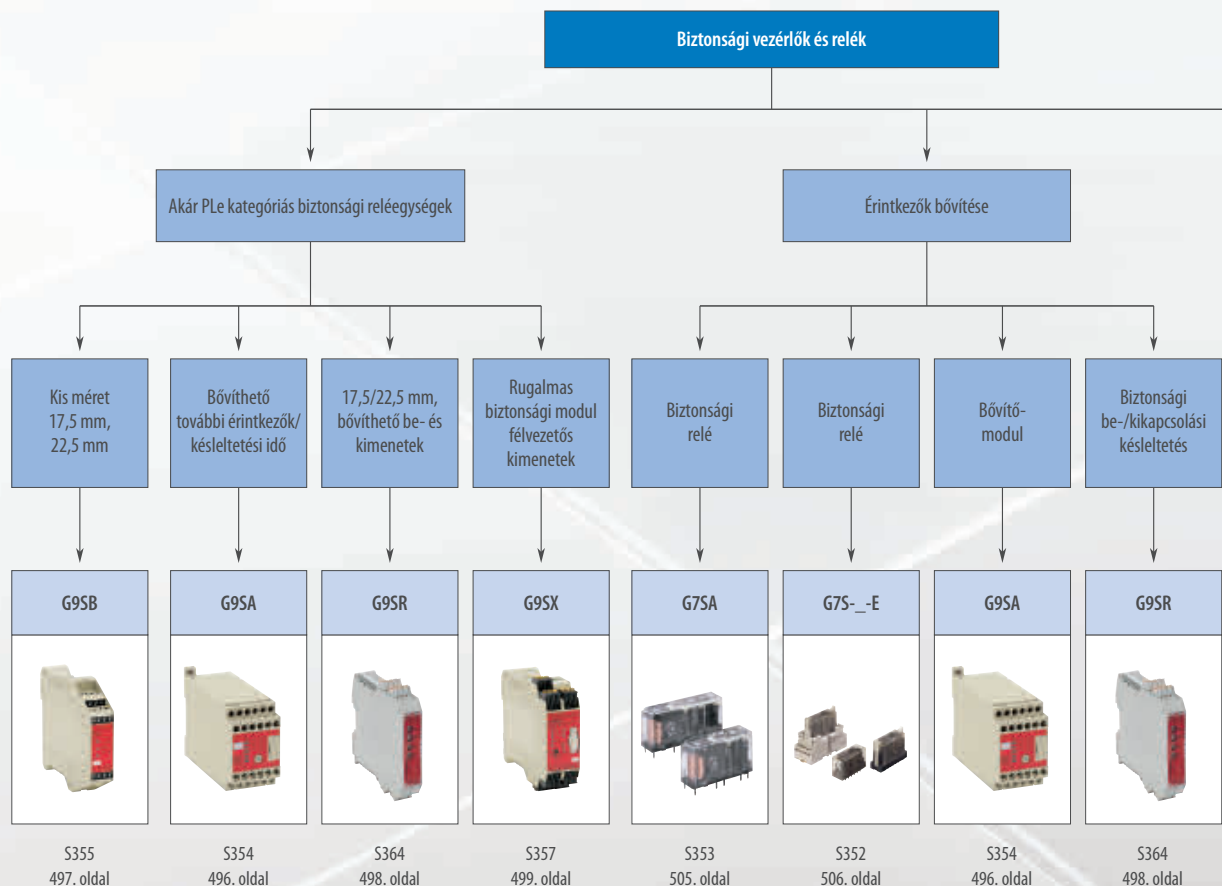 Biztonsági vezérlők és relék
Akár PLe kategóriás biztonsági reléegységek
Érintkezők bővítése
Kis méret
17,5 mm,
22,5 mm
Bővíthető
további érintkezők/
késleltetési idő
17,5/22,5 mm,
bővíthető be- és
kimenetek
Rugalmas
biztonsági modul
félvezetős
kimenetek
Biztonsági
relé
Biztonsági
relé
Bővítő-
modul
Biztonsági
be-/kikapcsolási
késleltetés
G9SB
G9SA
G9SR
G9SX
G7SA
G7S-_-E
G9SA
G9SR
S355
497. oldal
S354
496. oldal
S364
498. oldal
S357
499. oldal
S353
505. oldal
S352
506. oldal
S354
496. oldal
S364
498. oldal